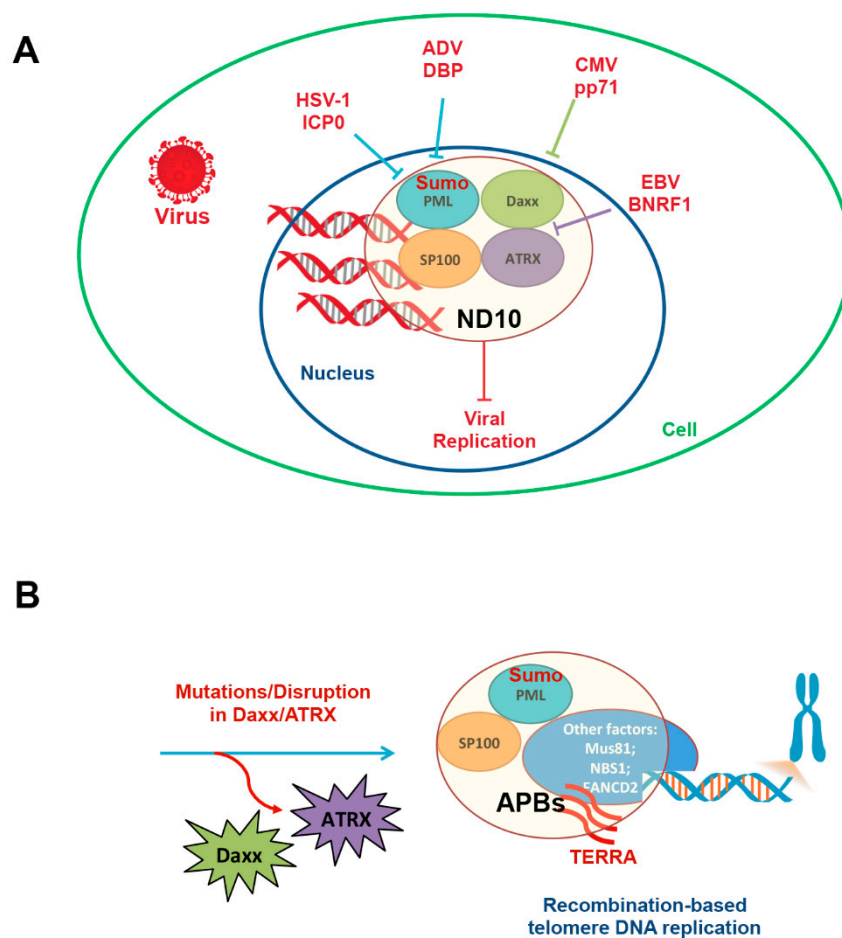 A
ADV
DBP
CMV
pp71
HSV-1
ICP0
EBV
BNRF1
Virus
Sumo
PML
Daxx
SP100
ATRX
ND10
Nucleus
Viral
Replication
Cell
B
Mutations/Disruption
in Daxx/ATRX
Sumo
PML
SP100
Other factors:
Mus81;
NBS1;
FANCD2
APBs
ATRX
Daxx
TERRA
Recombination-based
telomere DNA replication